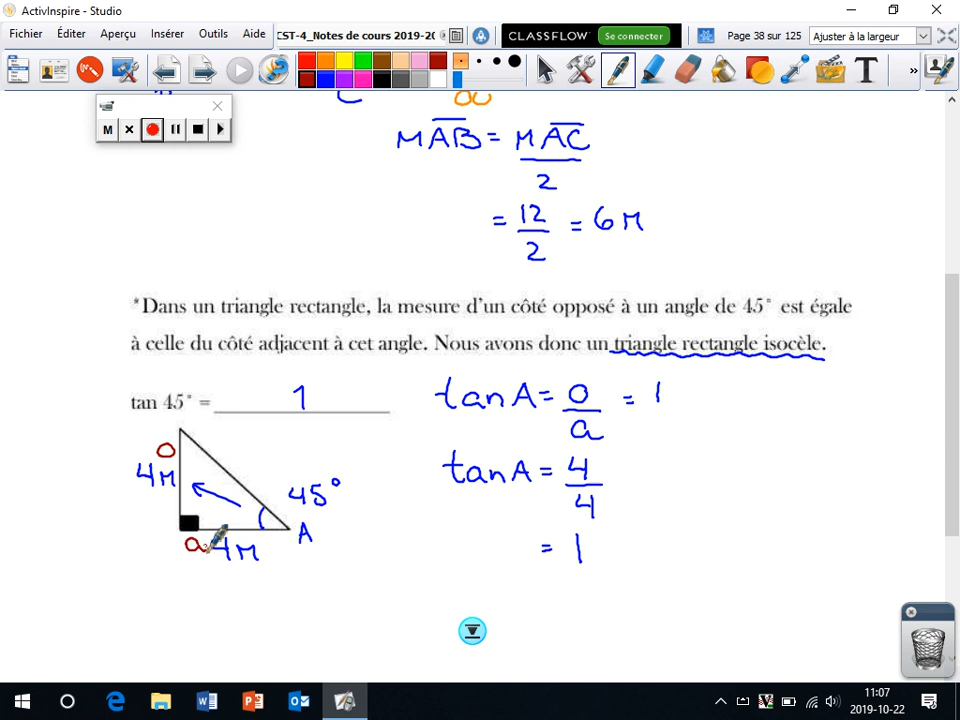 ActivInspire - Studio
Fichier Éditer Aperçu Insérer Outils Aide CST-4_Notes de cours 2019-20 CLASSFLOW Se connecter Page 38 sur 125 Ajuster à la largeur
M
m AB = m AC
2
= 12 = 6 m
2
*Dans un triangle rectangle, la mesure d'un côté opposé à un angle de 45° est égale
à celle du côté adjacent à cet angle. Nous avons donc un triangle rectangle isocèle.
tan 45° = 1
tan A = o = 1
a
o
4 m
45°
tan A = 4
4
A
a 4 m
= 1
11:07
2019-10-22